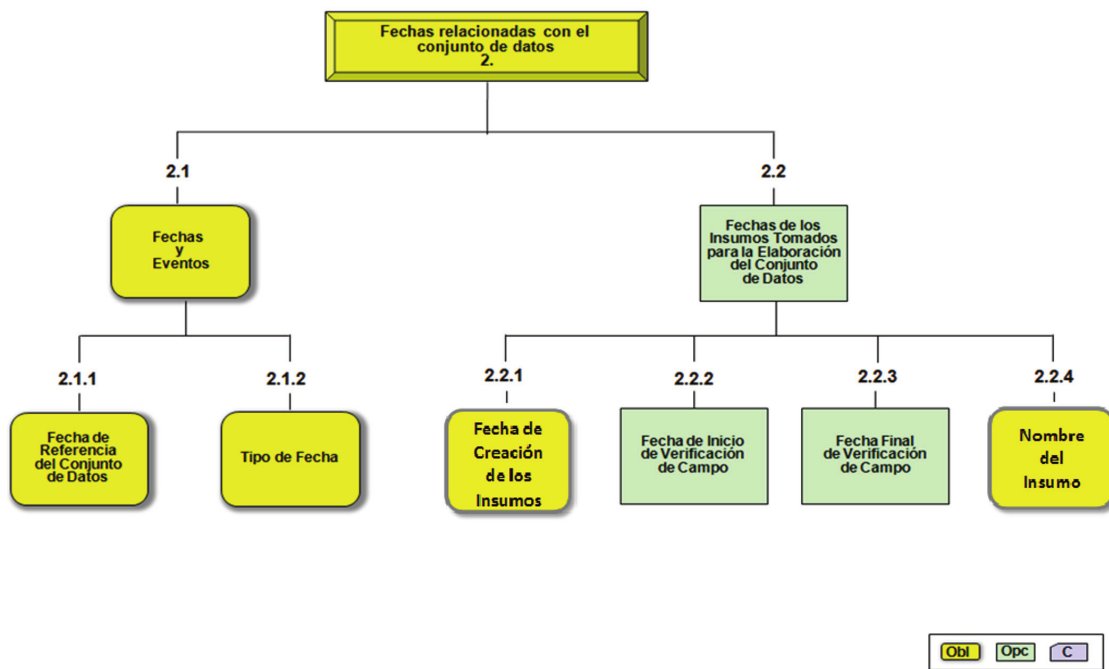 Fechas relacionadas con el
conjunto de datos
2.
2.1
2.2
Fechas
y
Eventos
Fechas de los
Insumos Tomados
para la Elaboración
del Conjunto
de Datos
2.1.1
2.1.2
2.2.1
2.2.2
2.2.3
2.2.4
Fecha de
Referencia
del Conjunto
de Datos
Tipo de Fecha
Fecha de
Creación
de los
Insumos
Fecha de Inicio
de Verificación
de Campo
Fecha Final
de Verificación
de Campo
Nombre
del
Insumo
Obl
Opc
C